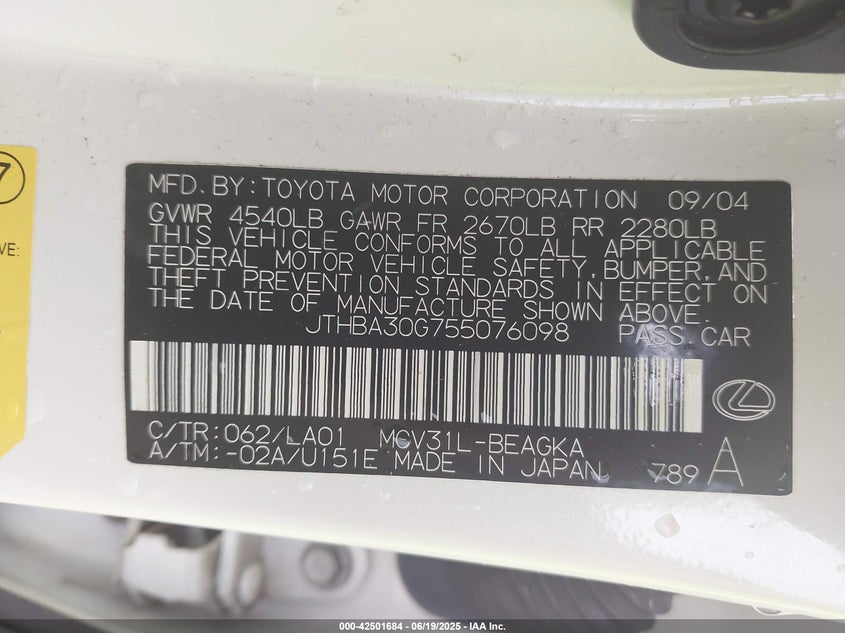 7
VE:
MFD. BY: TOYOTA MOTOR CORPORATION 09/04
GVWR 4540LB GAWR FR 2670LB RR 2280LB
THIS VEHICLE CONFORMS TO ALL APPLICABLE
FEDERAL MOTOR VEHICLE SAFETY, BUMPER, AND
THEFT PREVENTION STANDARDS IN EFFECT ON
THE DATE OF MANUFACTURE SHOWN ABOVE.
JTHBA30G755076098 PASS.CAR
C/TR: 062/LA01 MCV31L-BEAGKA
A/TM: -02A/U151E MADE IN JAPAN 789 A
000-42501684 - 06/19/2025 - IAA Inc.